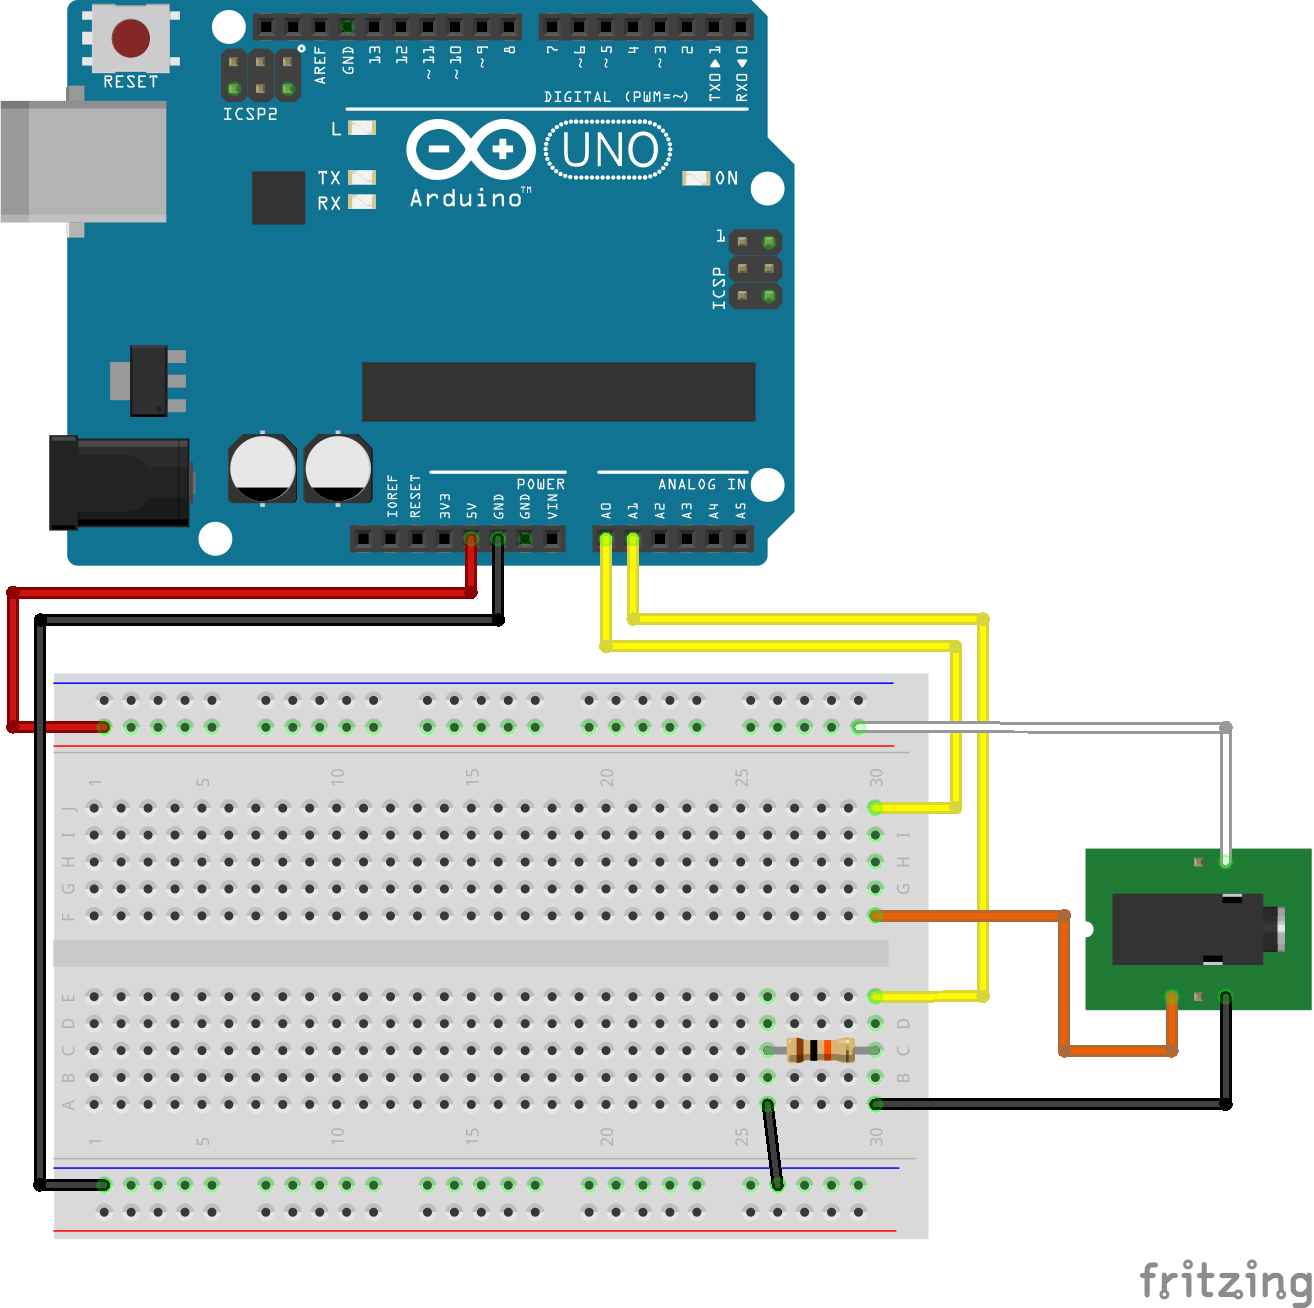 RESET
ICSP2
AREF
GND
13
12
~11
~10
~9
8
7
~6
~5
4
~3
2
TX0▶1
RX0◀0
DIGITAL (PWM=~)
L
TX
RX
Arduino™
UNO
ON
1
ICSP
IOREF
RESET
3V3
5V
GND
GND
VIN
POWER
A0
A1
A2
A3
A4
A5
ANALOG IN
1 5 10 15 20 25 30
J
I I
H H
G G
F
E
D D
C C
B B
A
1 5 10 15 20 25 30
fritzing